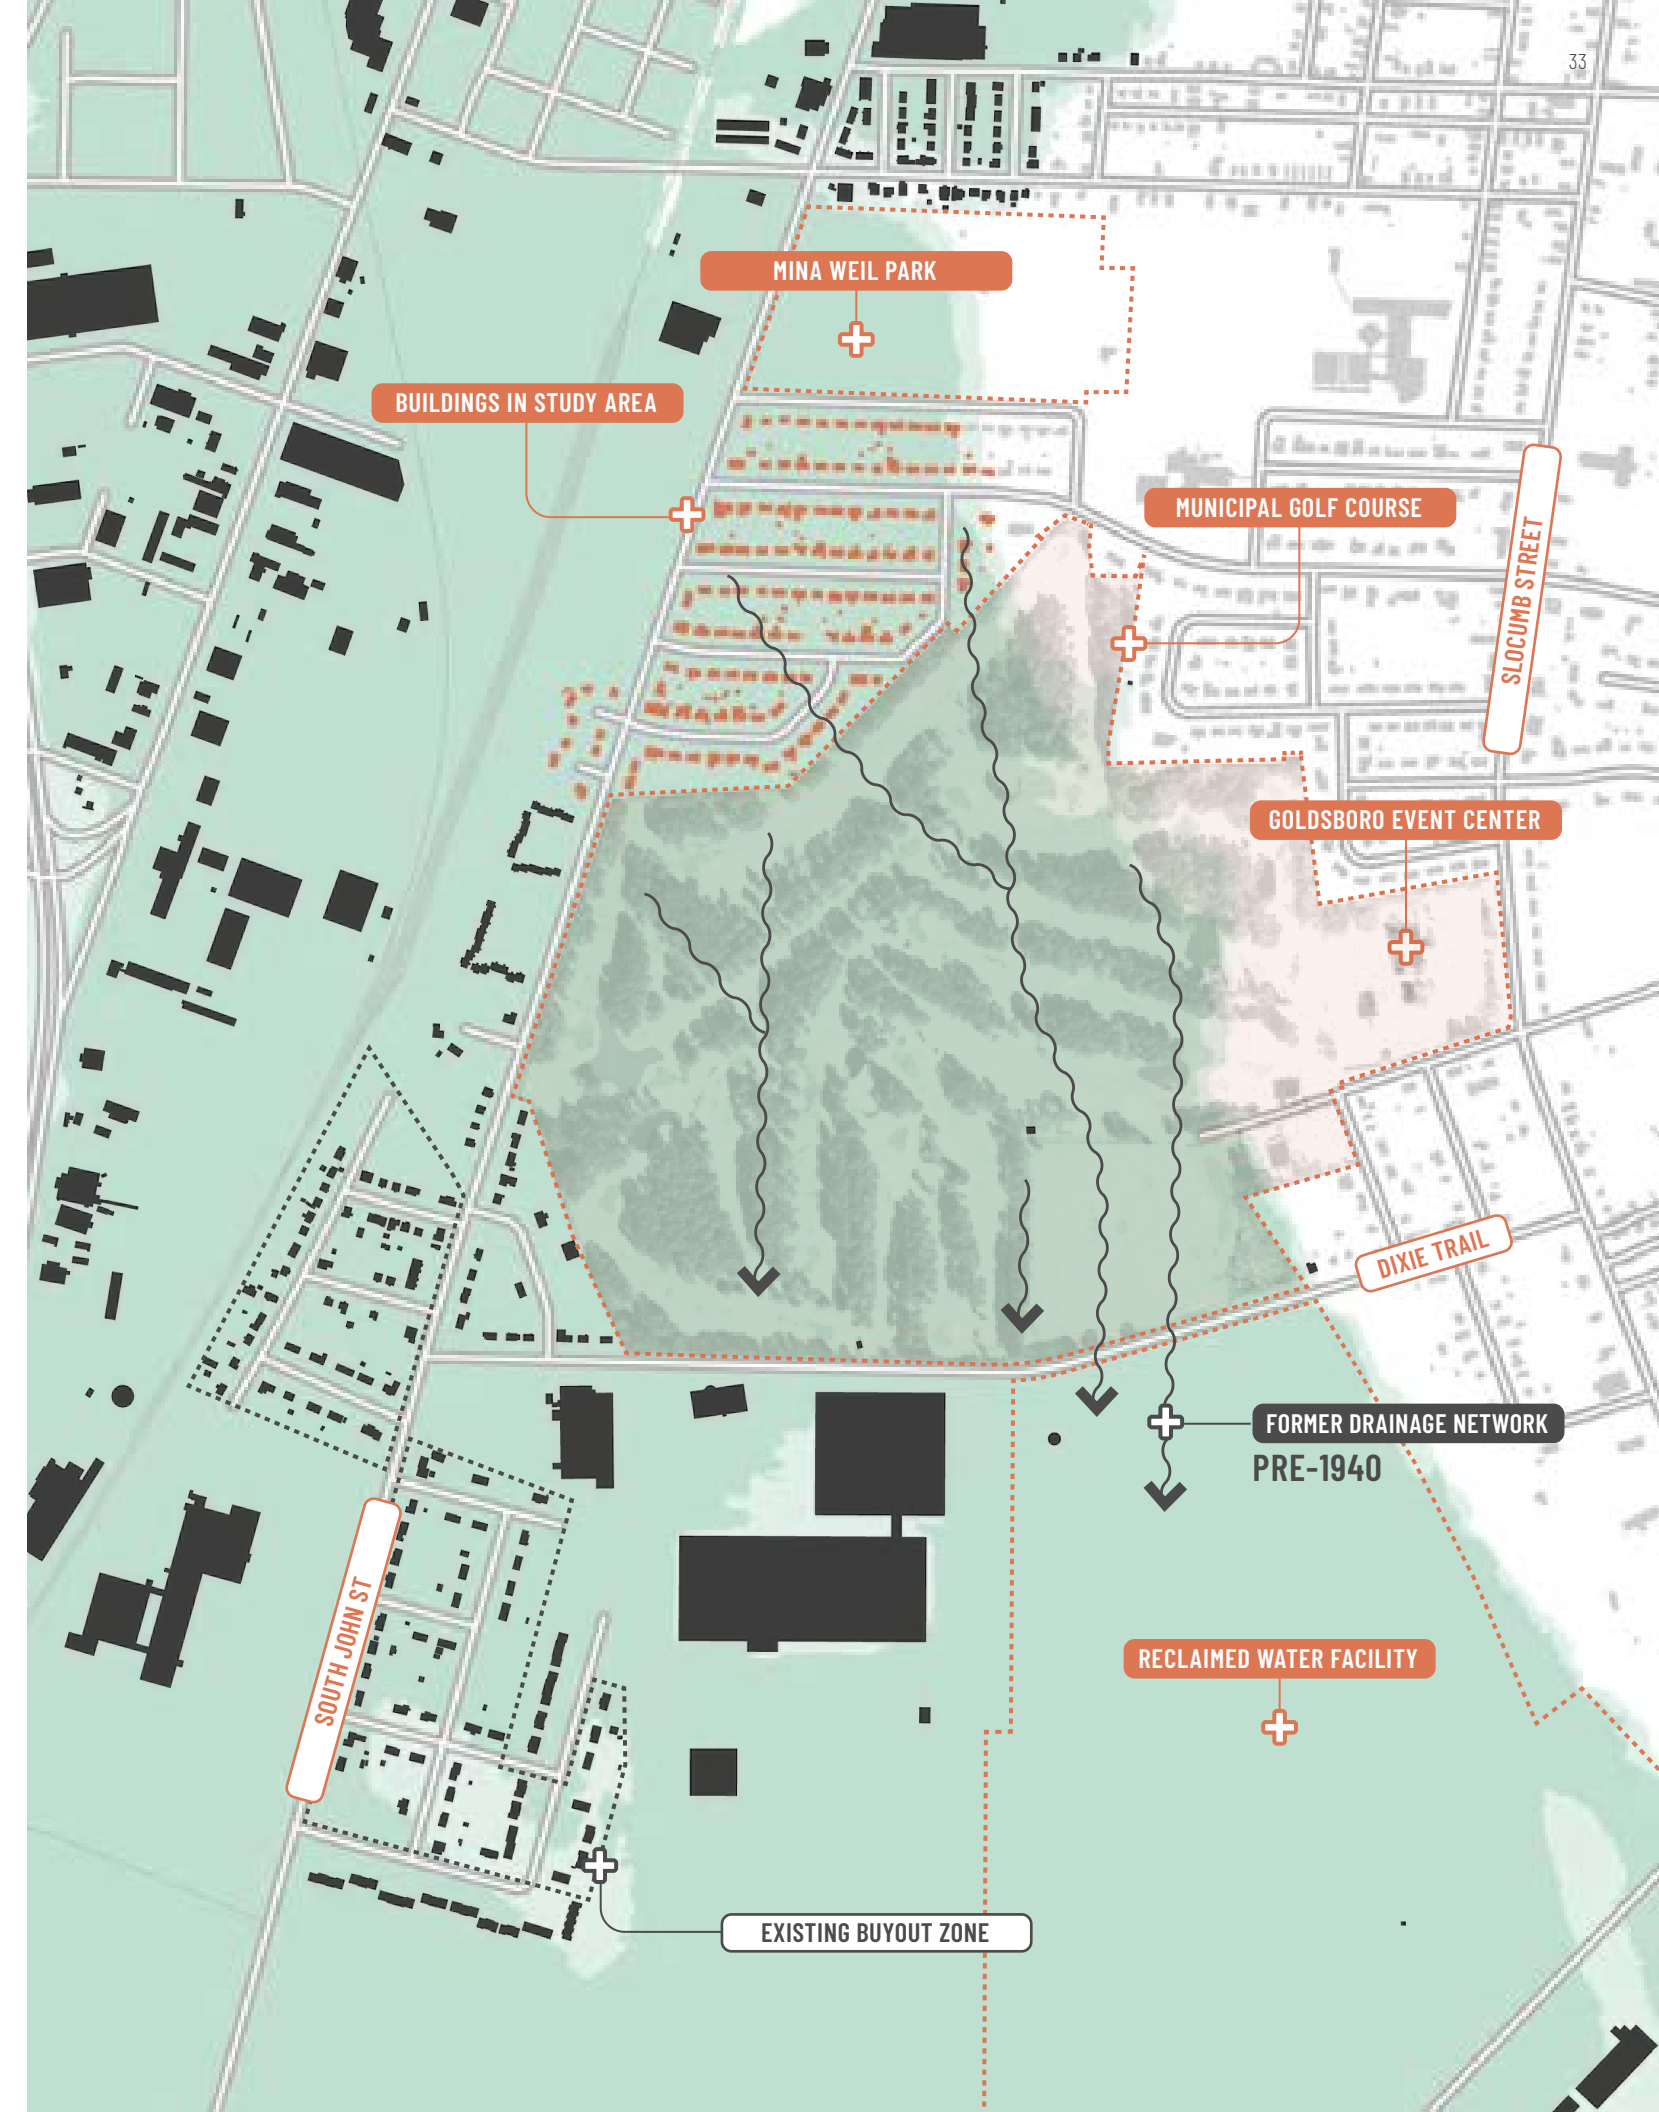 33
MINA WEIL PARK
BUILDINGS IN STUDY AREA
MUNICIPAL GOLF COURSE
SLOCUMB STREET
GOLDSBORO EVENT CENTER
DIXIE TRAIL
FORMER DRAINAGE NETWORK
PRE-1940
SOUTH JOHN ST
RECLAIMED WATER FACILITY
EXISTING BUYOUT ZONE